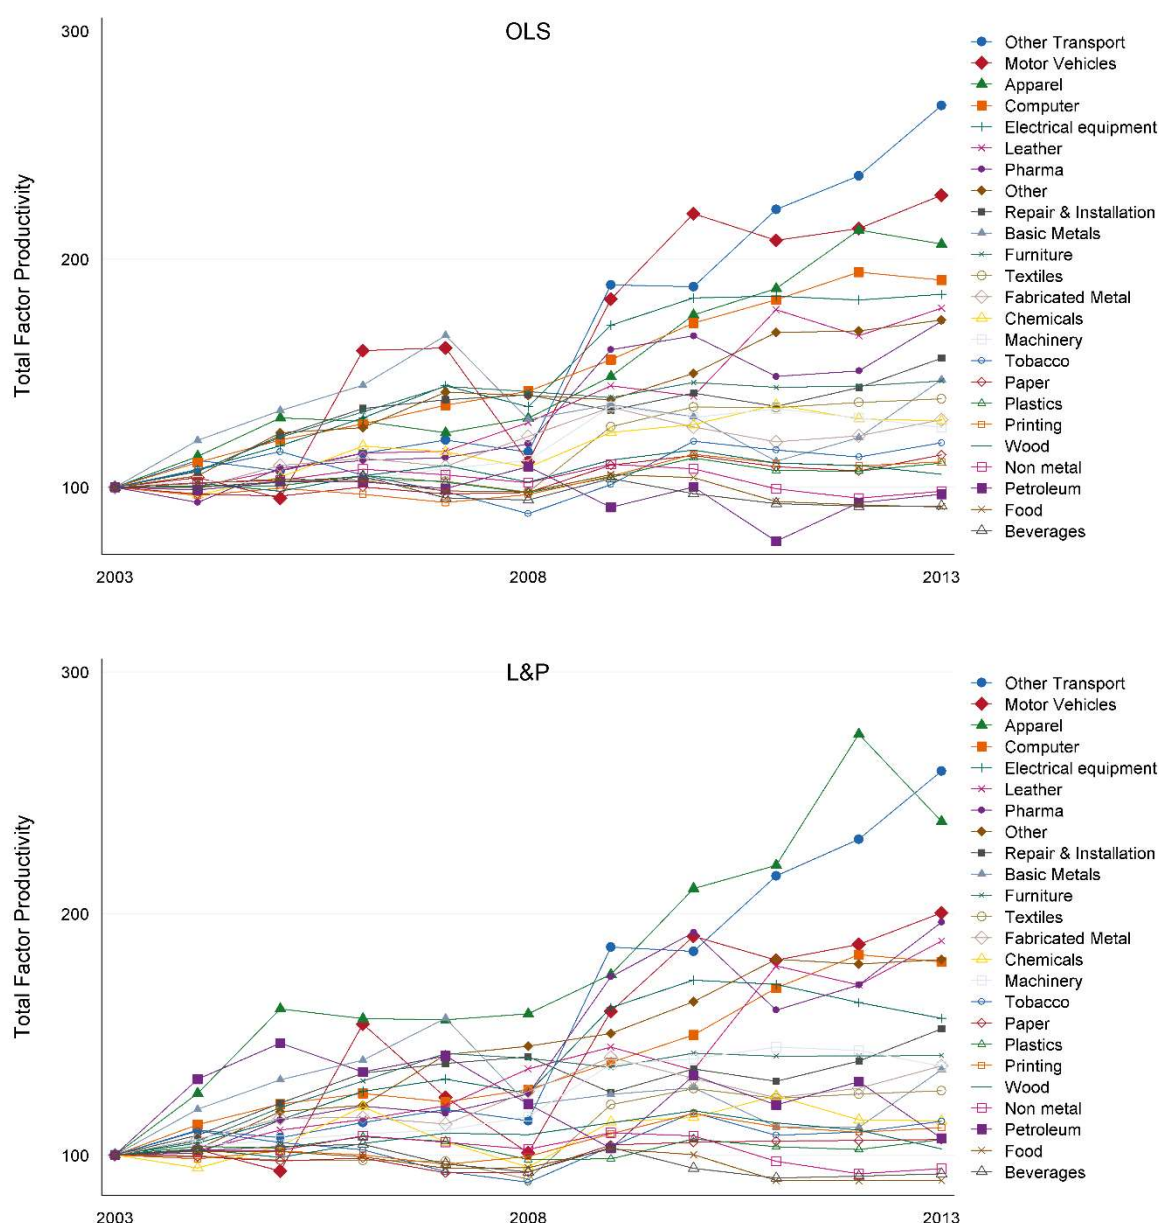 OLS
300
200
100
Total Factor Productivity
2003
2008
2013
Other Transport
Motor Vehicles
Apparel
Computer
Electrical equipment
Leather
Pharma
Other
Repair & Installation
Basic Metals
Furniture
Textiles
Fabricated Metal
Chemicals
Machinery
Tobacco
Paper
Plastics
Printing
Wood
Non metal
Petroleum
Food
Beverages
L&P
300
200
100
Total Factor Productivity
2003
2008
2013
Other Transport
Motor Vehicles
Apparel
Computer
Electrical equipment
Leather
Pharma
Other
Repair & Installation
Basic Metals
Furniture
Textiles
Fabricated Metal
Chemicals
Machinery
Tobacco
Paper
Plastics
Printing
Wood
Non metal
Petroleum
Food
Beverages